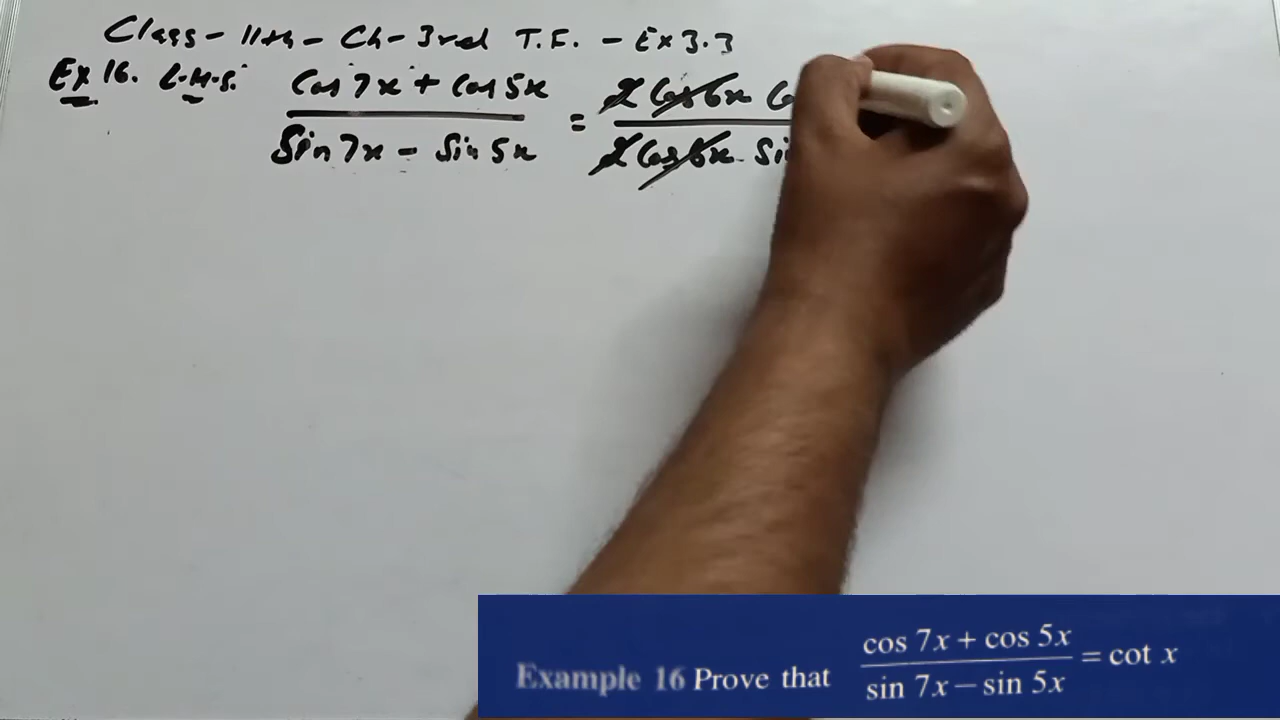 Class - 11th - Ch - 3rd T.F. - Ex 3.3
Ex 16. L.H.S. cos 7x + cos 5x
sin 7x - sin 5x
= 2 cos 6x
2 cos 6x . Sin
Example 16 Prove that cos 7x + cos 5x
sin 7x – sin 5x
= cot x